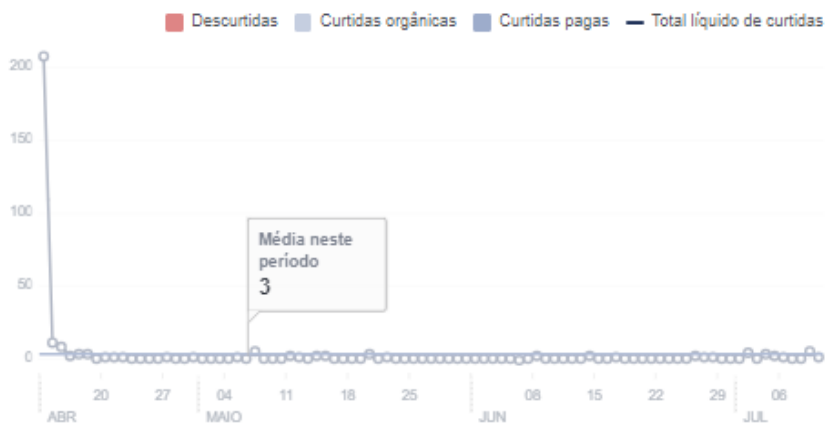 Descurtidas Curtidas orgânicas Curtidas pagas Total líquido de curtidas
200
150
100
Média neste
período
3
50
0
20 27 04 11 18 25 08 15 22 29 06
ABR MAIO JUN JUL